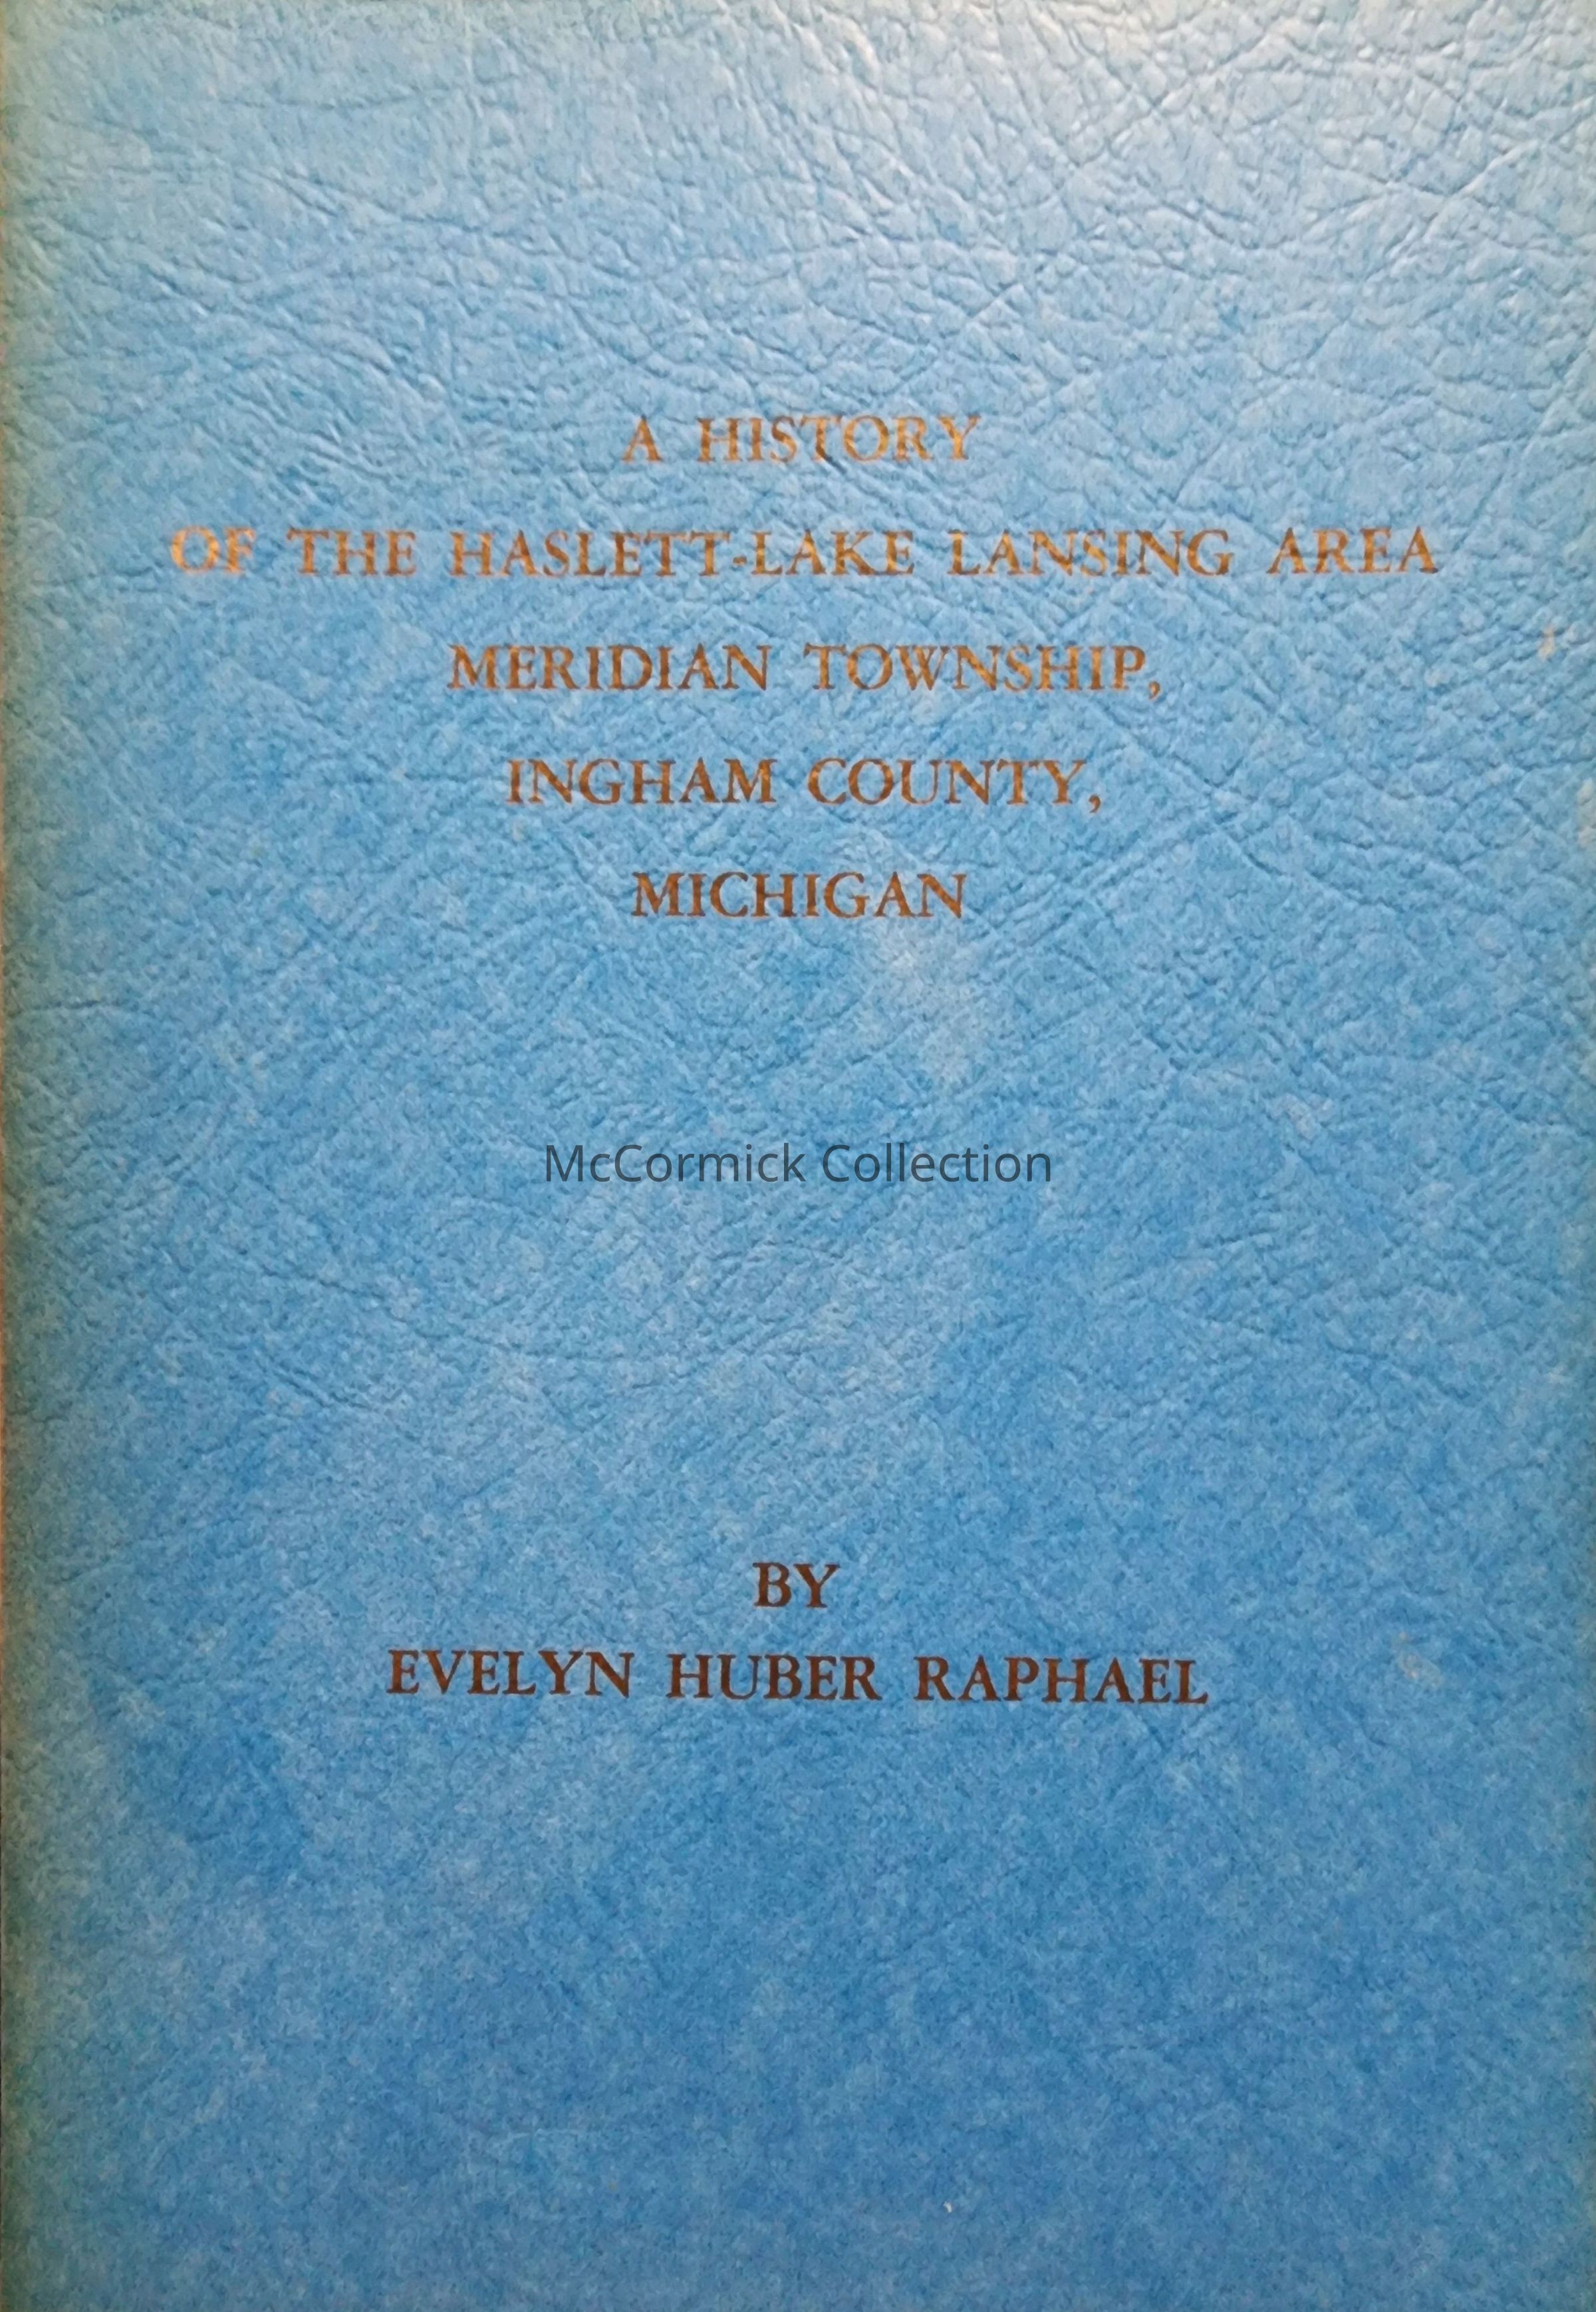 A HISTORY
OF THE HASLETT-LAKE LANSING AREA
MERIDIAN TOWNSHIP,
INGHAM COUNTY,
MICHIGAN
McCormick Collection
BY
EVELYN HUBER RAPHAEL